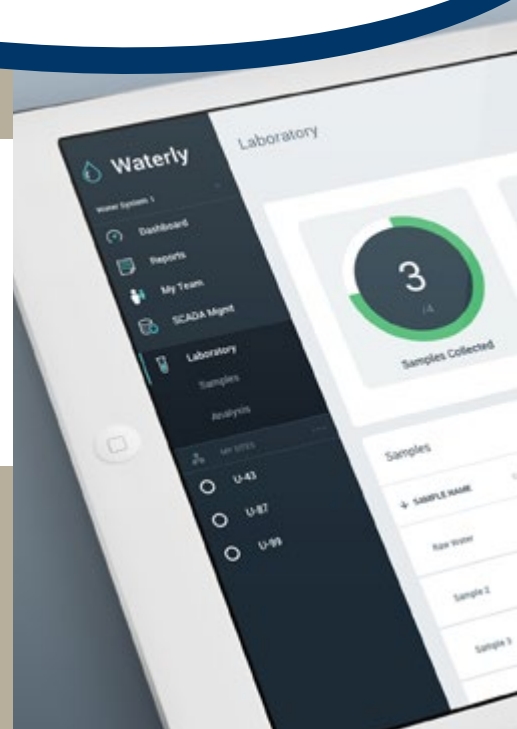 Waterly
Water System 1
Dashboard
Reports
My Team
SCADA Mgmt
Laboratory
Samples
Analysis
MY SITES
U-43
U-87
U-99
Laboratory
3
/4
Samples Collected
Samples
SAMPLE NAME
Raw Water
Sample 2
Sample 3